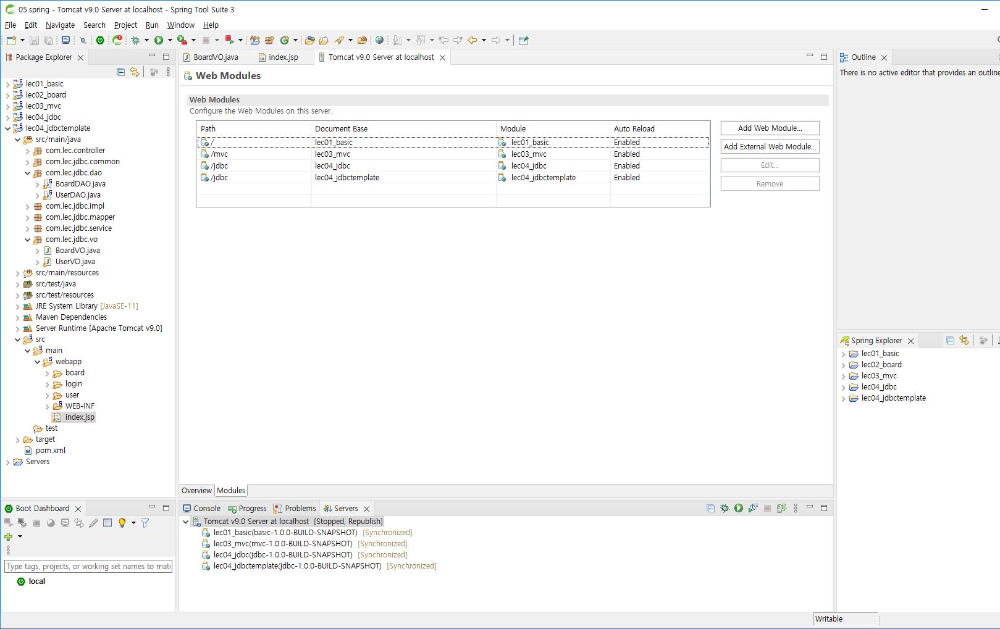 05.spring - Tomcat v9.0 Server at localhost - Spring Tool Suite 3
File Edit Navigate Search Project Run Window Help
Package Explorer
lec01_basic
lec02_board
lec03_mvc
lec04_jdbc
lec04_jdbctemplate
src/main/java
com.lec.controller
com.lec.jdbc.common
com.lec.jdbc.dao
BoardDAO.java
UserDAO.java
com.lec.jdbc.impl
com.lec.jdbc.mapper
com.lec.jdbc.service
com.lec.jdbc.vo
BoardVO.java
UserVO.java
src/main/resources
src/test/java
src/test/resources
JRE System Library [JavaSE-11]
Maven Dependencies
Server Runtime [Apache Tomcat v9.0]
src
main
webapp
board
login
user
WEB-INF
index.jsp
test
target
pom.xml
Servers
BoardVO.java index.jsp Tomcat v9.0 Server at localhost
Web Modules
Web Modules
Configure the Web Modules on this server.
Path Document Base Module Auto Reload
/ lec01_basic lec01_basic Enabled
/mvc lec03_mvc lec03_mvc Enabled
/jdbc lec04_jdbc lec04_jdbc Enabled
/jdbc lec04_jdbctemplate lec04_jdbctemplate Enabled
Add Web Module...
Add External Web Module...
Edit...
Remove
Overview Modules
Outline
There is no active editor that provides an outline
Spring Explorer
lec01_basic
lec02_board
lec03_mvc
lec04_jdbc
lec04_jdbctemplate
Boot Dashboard
Type tags, projects, or working set names to mat
local
Console Progress Problems Servers
Tomcat v9.0 Server at localhost [Stopped, Republish]
lec01_basic(basic-1.0.0-BUILD-SNAPSHOT) [Synchronized]
lec03_mvc(mvc-1.0.0-BUILD-SNAPSHOT) [Synchronized]
lec04_jdbc(jdbc-1.0.0-BUILD-SNAPSHOT) [Synchronized]
lec04_jdbctemplate(jdbc-1.0.0-BUILD-SNAPSHOT) [Synchronized]
Writable